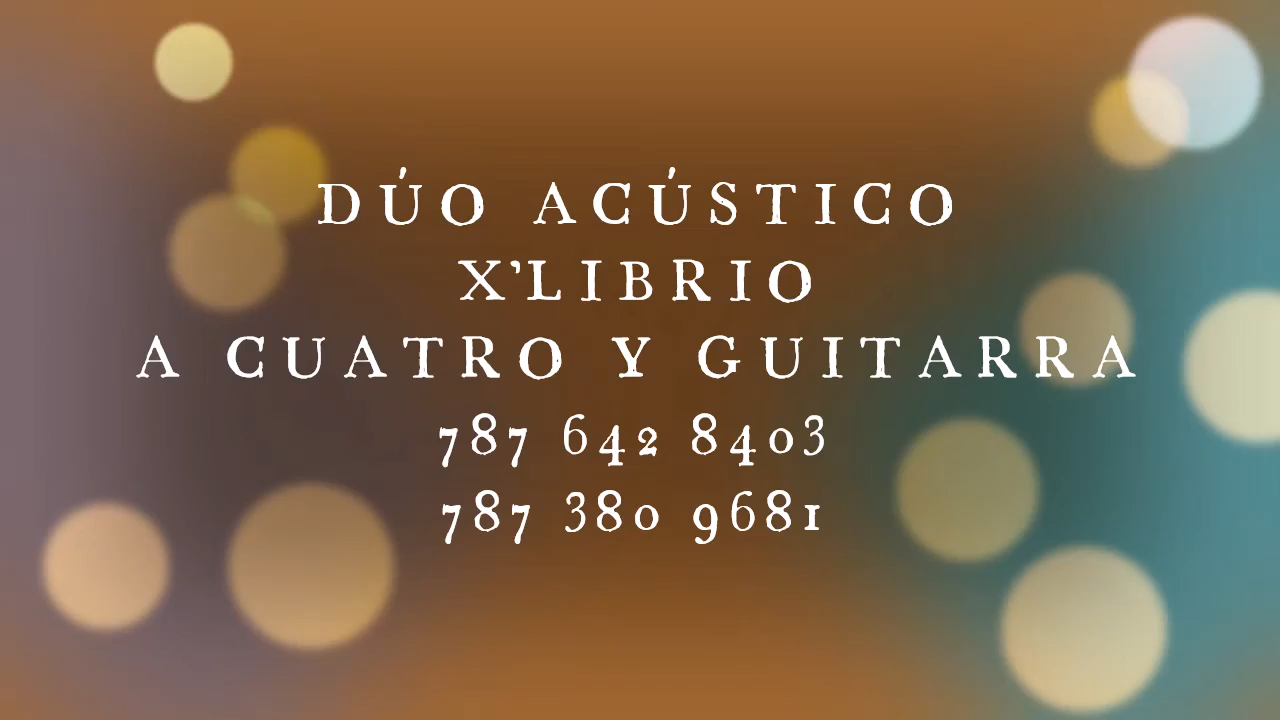 DÚO ACÚSTICO
X'LIBRIO
A CUATRO Y GUITARRA
787 642 8403
787 380 9681